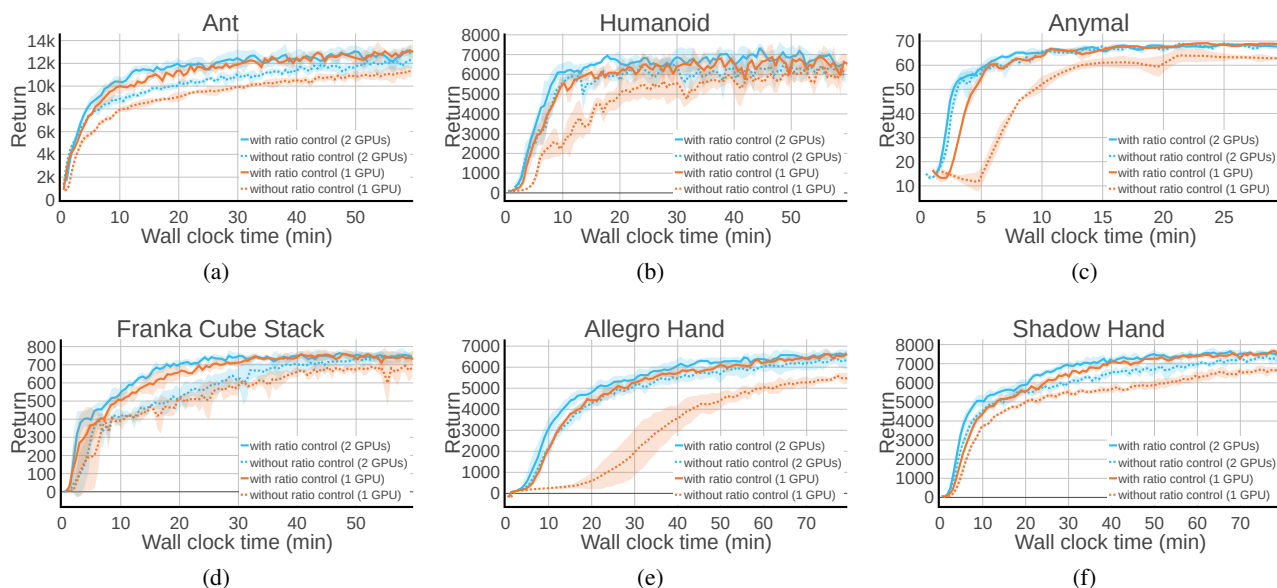 Ant
Return
14k
12k
10k
8k
6k
4k
2k
0
with ratio control (2 GPUs)
without ratio control (2 GPUs)
with ratio control (1 GPU)
without ratio control (1 GPU)
0 10 20 30 40 50
Wall clock time (min)
(a)
Humanoid
Return
8000
7000
6000
5000
4000
3000
2000
1000
0
with ratio control (2 GPUs)
without ratio control (2 GPUs)
with ratio control (1 GPU)
without ratio control (1 GPU)
0 10 20 30 40 50
Wall clock time (min)
(b)
Anymal
Return
70
60
50
40
30
20
10
with ratio control (2 GPUs)
without ratio control (2 GPUs)
with ratio control (1 GPU)
without ratio control (1 GPU)
0 5 10 15 20 25
Wall clock time (min)
(c)
Franka Cube Stack
Return
800
700
600
500
400
300
200
100
0
with ratio control (2 GPUs)
without ratio control (2 GPUs)
with ratio control (1 GPU)
without ratio control (1 GPU)
0 10 20 30 40 50
Wall clock time (min)
(d)
Allegro Hand
Return
7000
6000
5000
4000
3000
2000
1000
0
with ratio control (2 GPUs)
without ratio control (2 GPUs)
with ratio control (1 GPU)
without ratio control (1 GPU)
0 10 20 30 40 50 60 70
Wall clock time (min)
(e)
Shadow Hand
Return
8000
7000
6000
5000
4000
3000
2000
1000
0
with ratio control (2 GPUs)
without ratio control (2 GPUs)
with ratio control (1 GPU)
without ratio control (1 GPU)
0 10 20 30 40 50 60 70
Wall clock time (min)
(f)